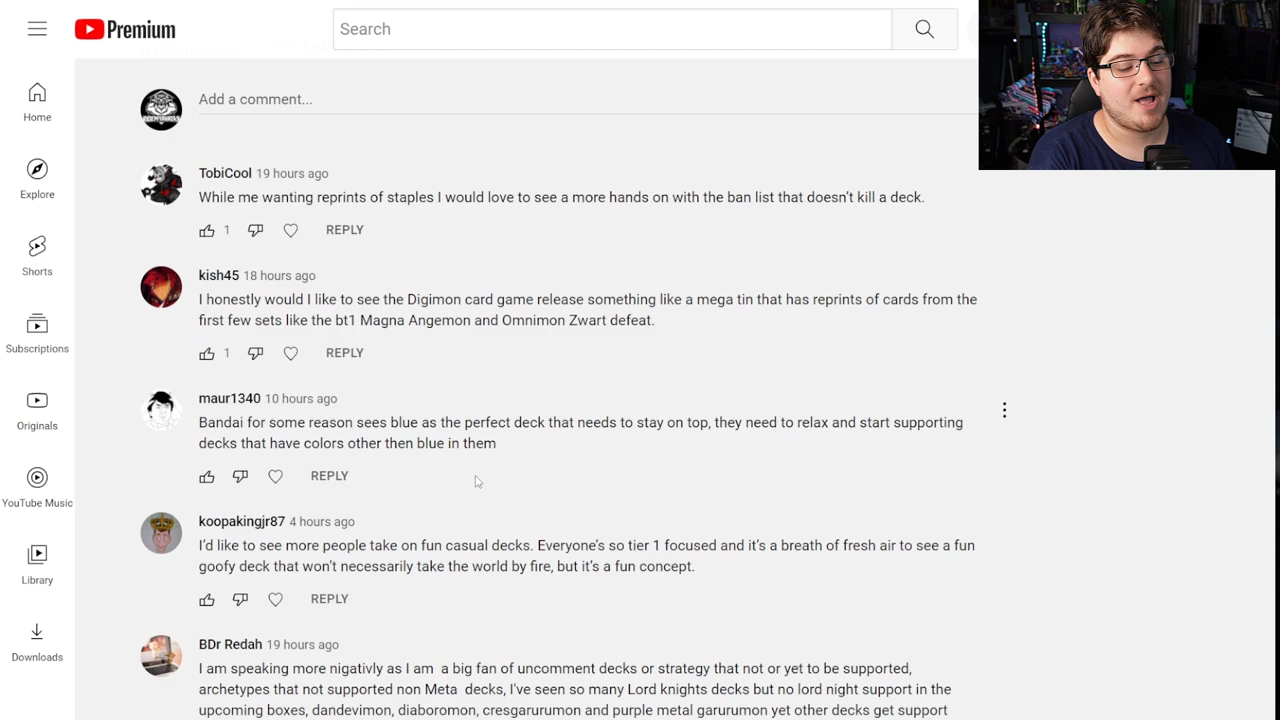 Premium
Search
Home
Explore
Shorts
Subscriptions
Originals
YouTube Music
Library
Downloads
Add a comment...
TobiCool 19 hours ago
While me wanting reprints of staples I would love to see a more hands on with the ban list that doesn't kill a deck.
1 REPLY
kish45 18 hours ago
I honestly would I like to see the Digimon card game release something like a mega tin that has reprints of cards from the
first few sets like the bt1 Magna Angemon and Omnimon Zwart defeat.
1 REPLY
maur1340 10 hours ago
Bandai for some reason sees blue as the perfect deck that needs to stay on top, they need to relax and start supporting
decks that have colors other then blue in them
REPLY
koopakingjr87 4 hours ago
I'd like to see more people take on fun casual decks. Everyone's so tier 1 focused and it's a breath of fresh air to see a fun
goofy deck that won't necessarily take the world by fire, but it's a fun concept.
REPLY
BDr Redah 19 hours ago
I am speaking more nigativly as I am a big fan of uncomment decks or strategy that not or yet to be supported,
archetypes that not supported non Meta decks, I've seen so many Lord knights decks but no lord night support in the
upcoming boxes, dandevimon, diaboromon, cresgarurumon and purple metal garurumon yet other decks get support